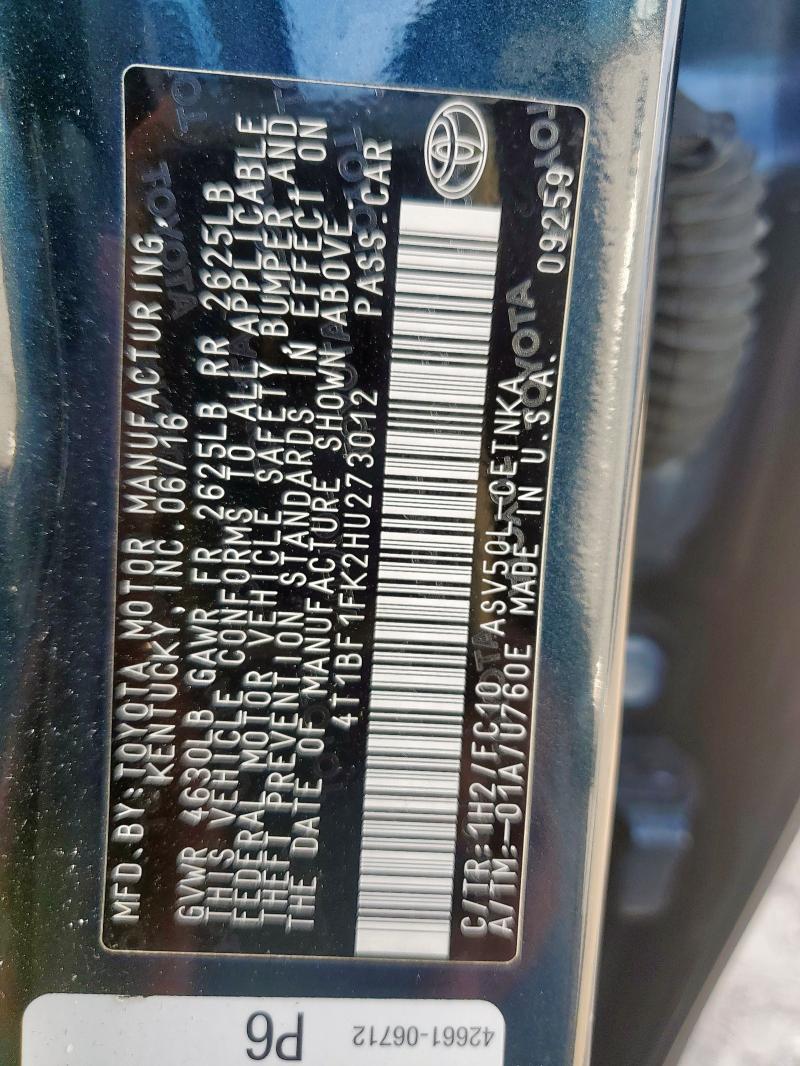 MFD.BY:TOYOTA MOTOR MANUFACTURING,
KENTUCKY, INC. 06/16
GVWR 4630LB GAWR FR 2625LB RR 2625LB
THIS VEHICLE CONFORMS TO ALL APPLICABLE
FEDERAL MOTOR VEHICLE SAFETY BUMPER AND
THEFT PREVENTION STANDARDS IN EFFECT ON
THE DATE OF MANUFACTURE SHOWN ABOVE.
4T1BF1FK2HU273012 PASS.CAR
C/TR:1H2/FC10 ASV50L-CETNKA
A/TM:-01A/U760E MADE IN U.S.A.
09259
P6
42661-06712
TOYOTA
TOYOTA